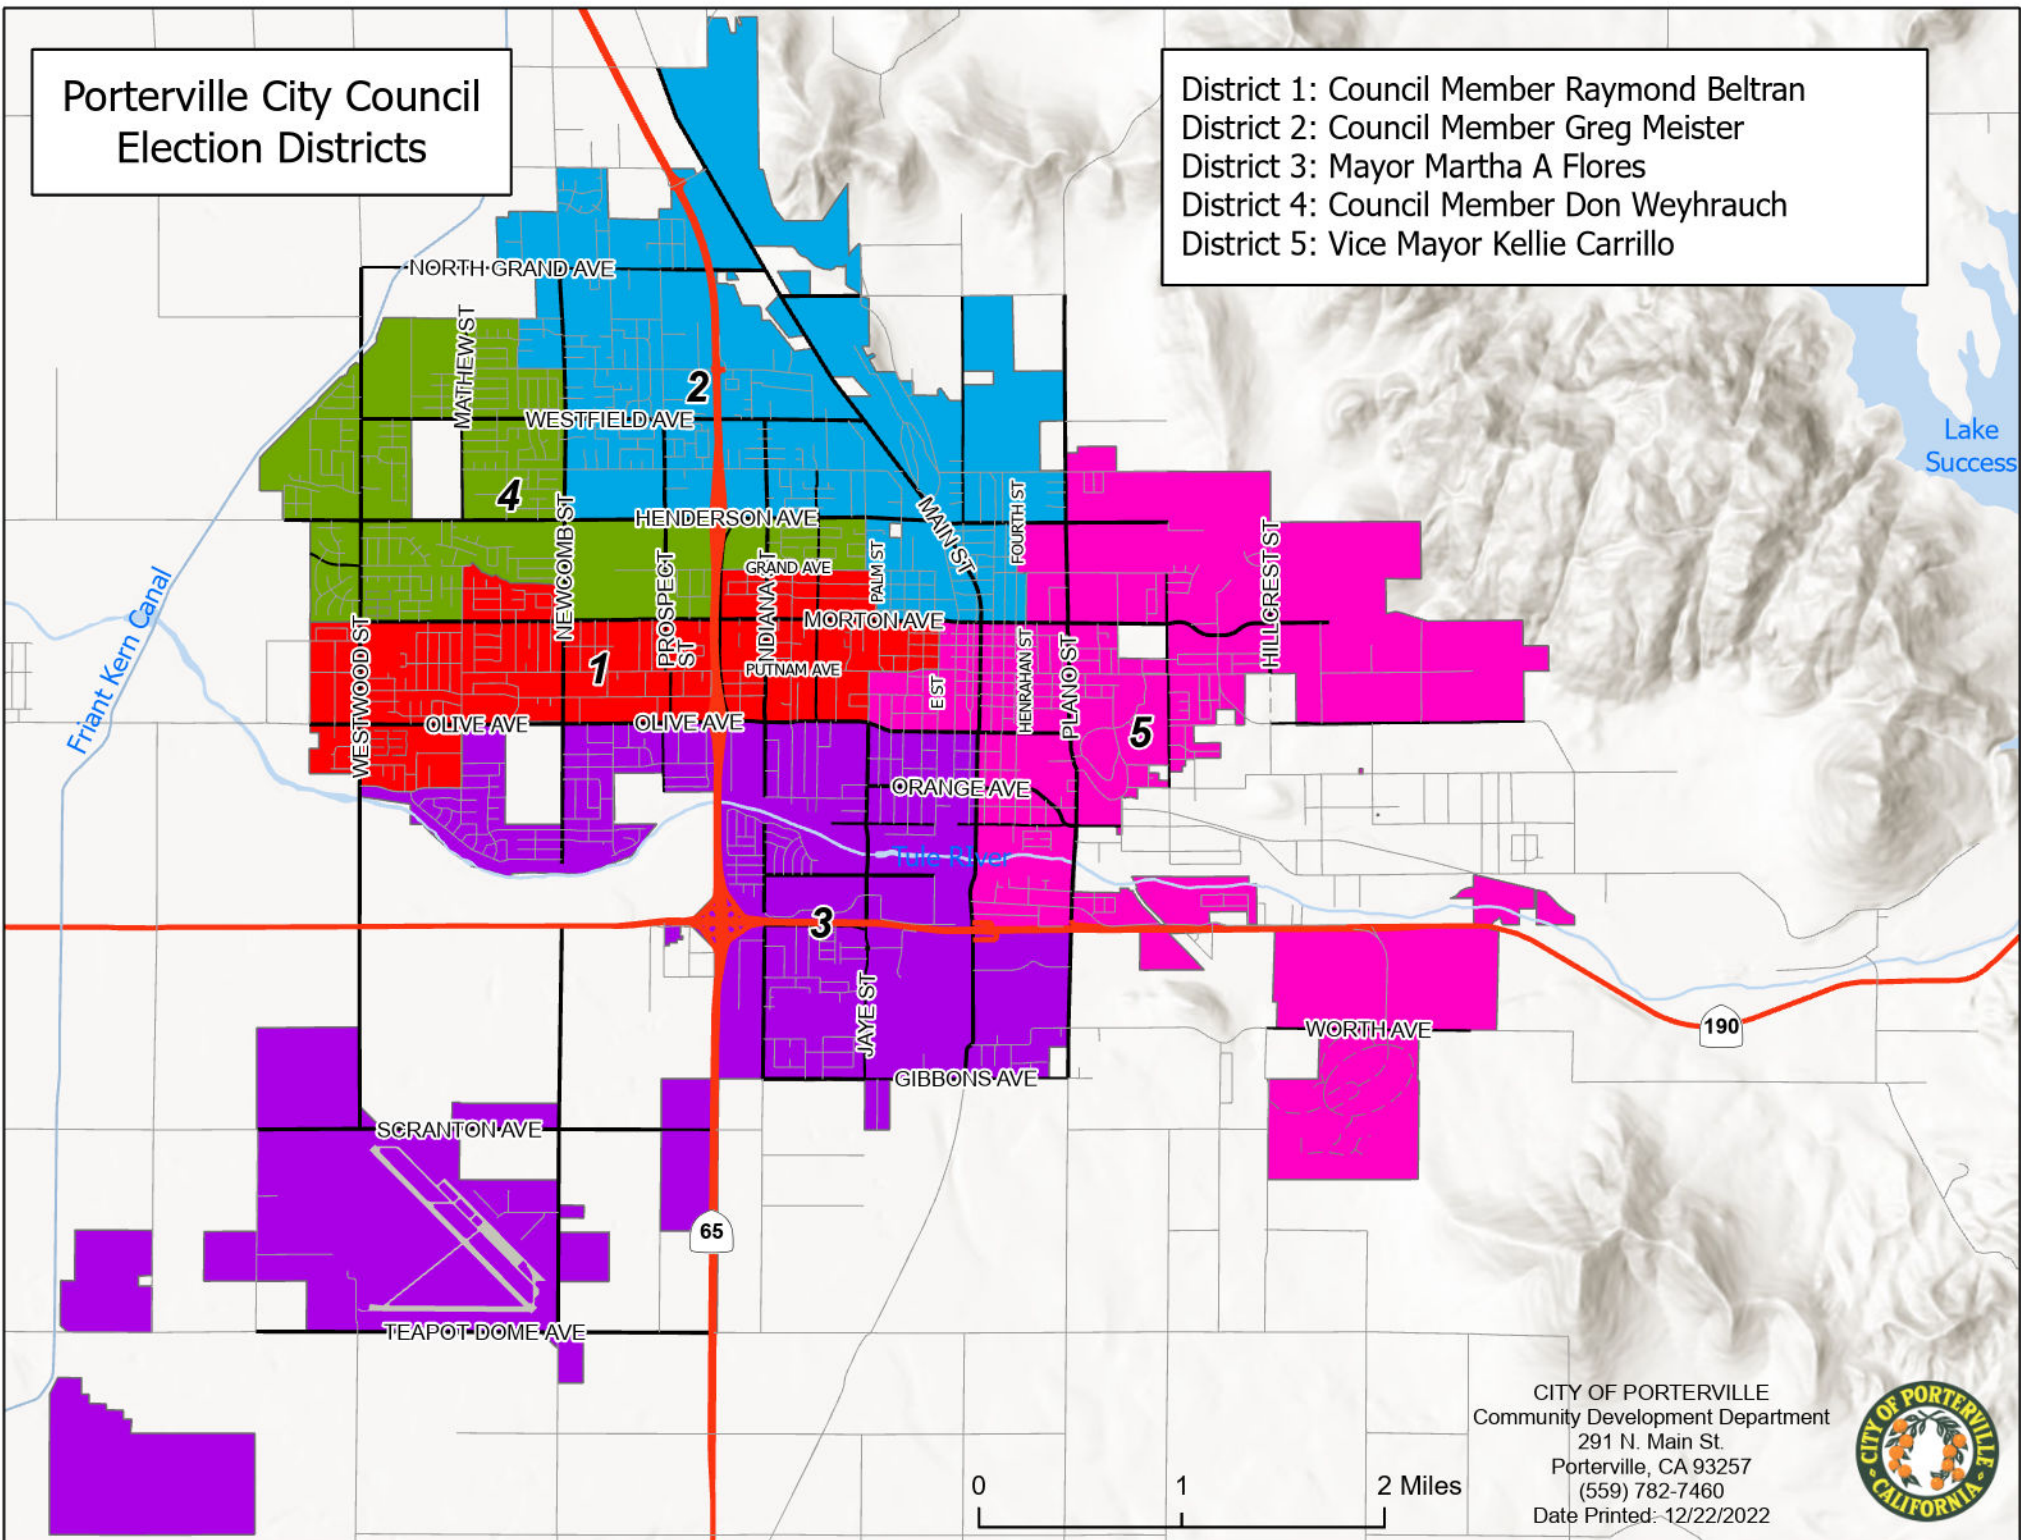 Porterville City Council
Election Districts
District 1: Council Member Raymond Beltran
District 2: Council Member Greg Meister
District 3: Mayor Martha A Flores
District 4: Council Member Don Weyhrauch
District 5: Vice Mayor Kellie Carrillo
NORTH GRAND AVE
MATHEW ST
2
WESTFIELD AVE
Lake
Success
4
NEWCOMB ST
HENDERSON AVE
MAIN ST
FOURTH ST
HILLCREST ST
PROSPECT
ST
INDIANA ST
GRAND AVE
PALM ST
Friant Kern Canal
WESTWOOD ST
MORTON AVE
1
PUTNAM AVE
E ST
HENRAHAN ST
PLANO ST
OLIVE AVE
OLIVE AVE
5
ORANGE AVE
Tule River
3
JAYE ST
WORTH AVE
190
GIBBONS AVE
SCRANTON AVE
65
TEAPOT DOME AVE
0 1 2 Miles
CITY OF PORTERVILLE
Community Development Department
291 N. Main St.
Porterville, CA 93257
(559) 782-7460
Date Printed: 12/22/2022
CITY OF PORTERVILLE
CALIFORNIA